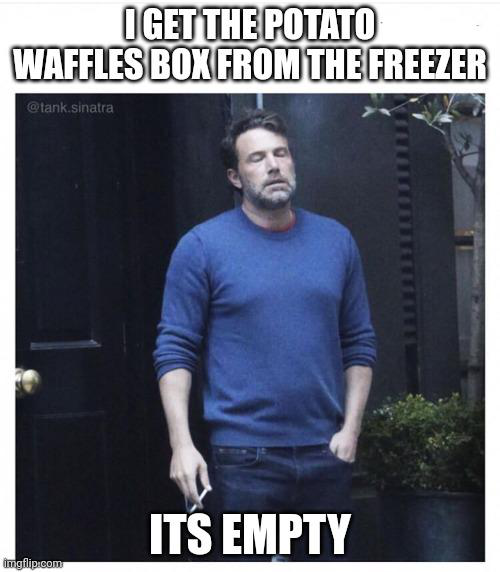 I GET THE POTATO
WAFFLES BOX FROM THE FREEZER
@tank.sinatra
ITS EMPTY
imgflip.com